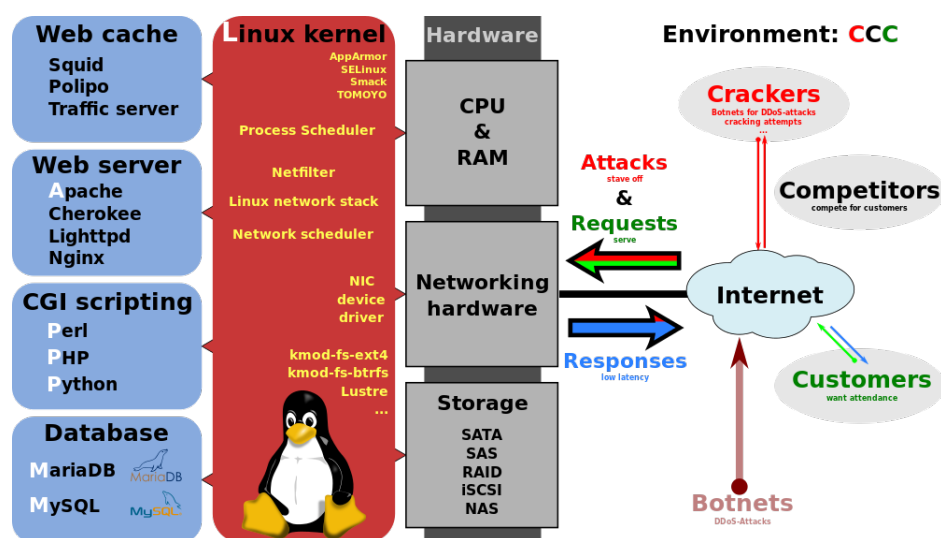 Web cache
Squid
Polipo
Traffic server
Web server
Apache
Cherokee
Lighttpd
Nginx
CGI scripting
Perl
PHP
Python
Database
MariaDB
MariaDB
MySQL
MySQL
Linux kernel
AppArmor
SELinux
Smack
TOMOYO
Process Scheduler
Netfilter
Linux network stack
Network scheduler
NIC
device
driver
kmod-fs-ext4
kmod-fs-btrfs
Lustre
...
Hardware
CPU
&
RAM
Networking
hardware
Storage
SATA
SAS
RAID
iSCSI
NAS
Attacks
stave off
&
Requests
serve
Responses
low latency
Environment: CCC
Crackers
Botnets for DDoS-attacks
cracking attempts
...
Competitors
compete for customers
Internet
Customers
want attendance
Botnets
DDoS-Attacks